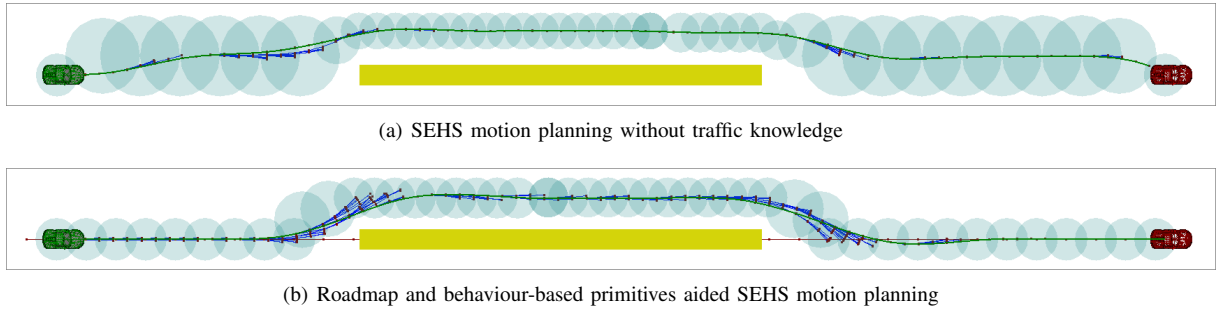 (a) SEHS motion planning without traffic knowledge
(b) Roadmap and behaviour-based primitives aided SEHS motion planning